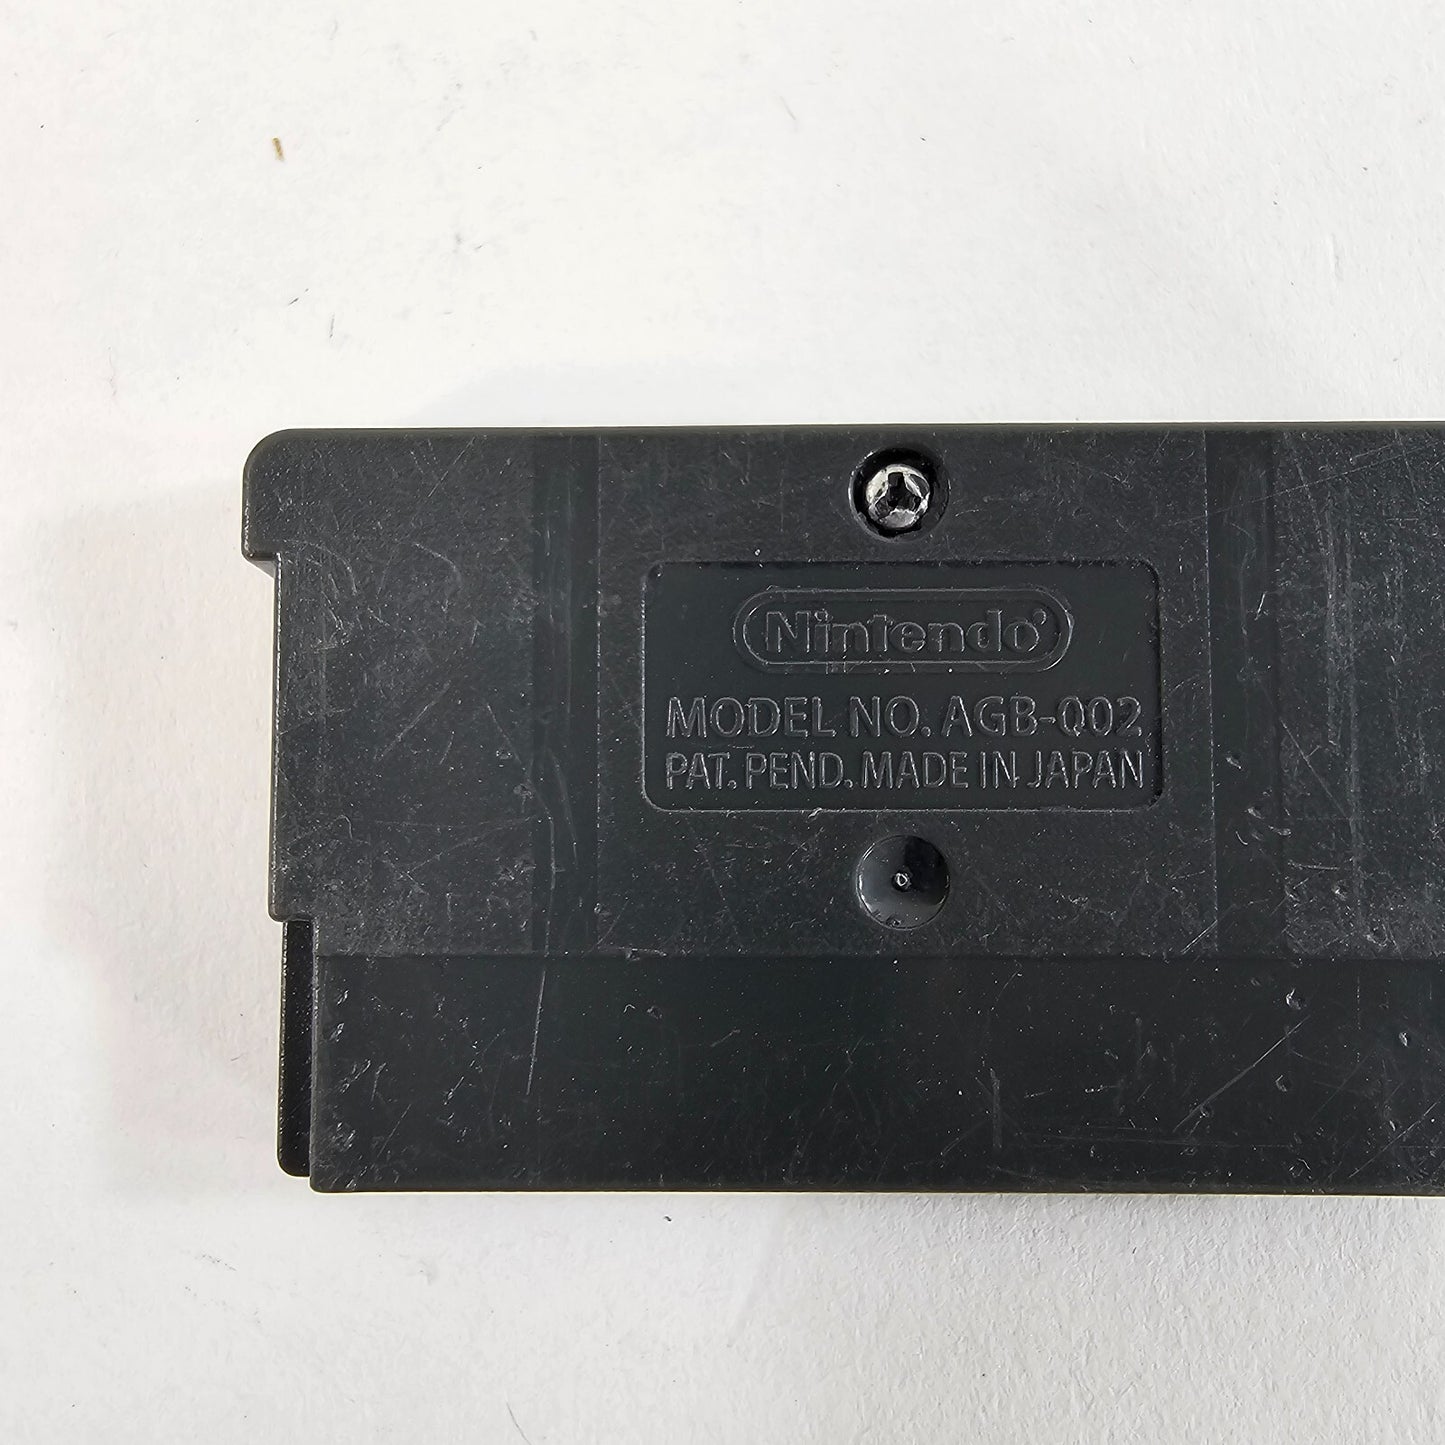 Nintendo®
MODEL NO. AGB-002
PAT. PEND. MADE IN JAPAN